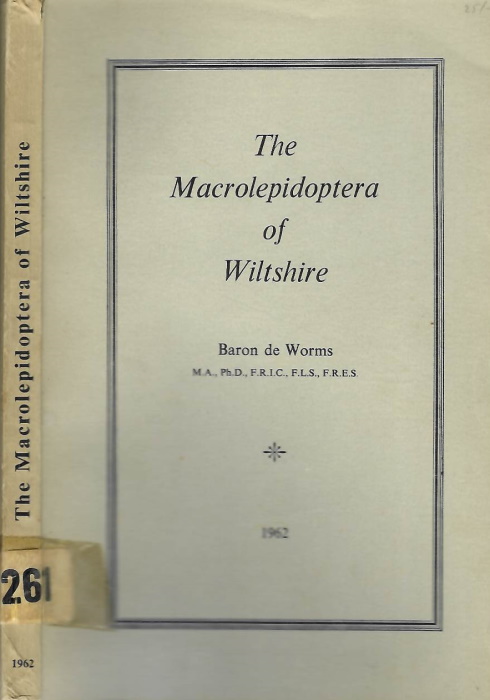 The Macrolepidoptera of Wiltshire
261
1962
The
Macrolepidoptera
of
Wiltshire
Baron de Worms
M.A., Ph.D., F.R.I.C., F.L.S., F.R.E.S.
1962